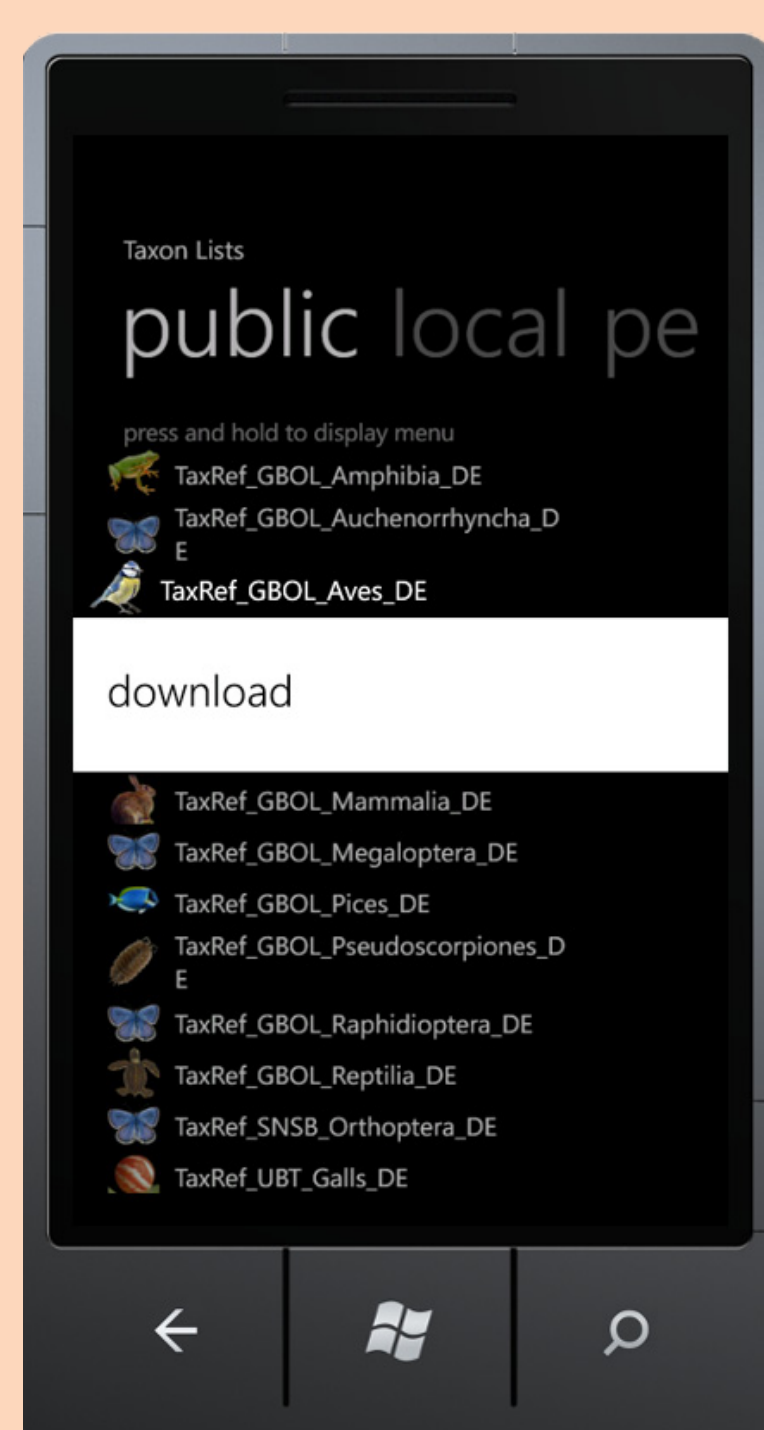 Taxon Lists
public local pe
press and hold to display menu
TaxRef_GBOL_Amphibia_DE
TaxRef_GBOL_Auchenorrhyncha_D
E
TaxRef_GBOL_Aves_DE
download
TaxRef_GBOL_Mammalia_DE
TaxRef_GBOL_Megaloptera_DE
TaxRef_GBOL_Pices_DE
TaxRef_GBOL_Pseudoscorpiones_D
E
TaxRef_GBOL_Raphidioptera_DE
TaxRef_GBOL_Reptilia_DE
TaxRef_SNSB_Orthoptera_DE
TaxRef_UBT_Galls_DE